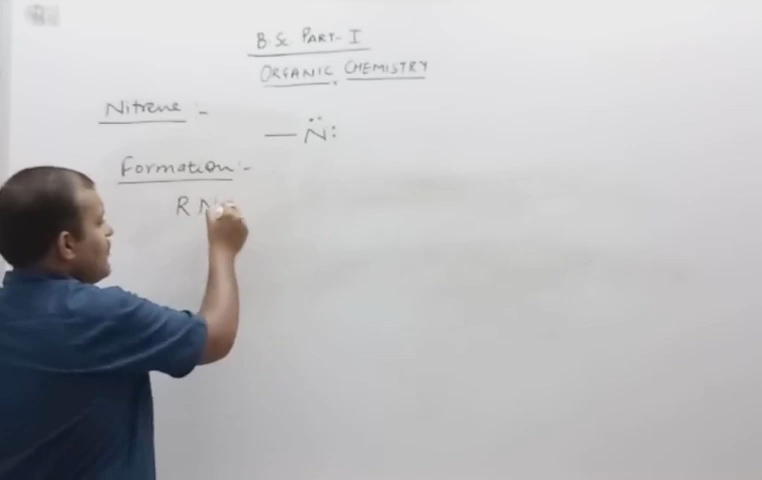 B.Sc PART-I
ORGANIC CHEMISTRY
Nitrene :-
— N̈:
Formation :-
R N